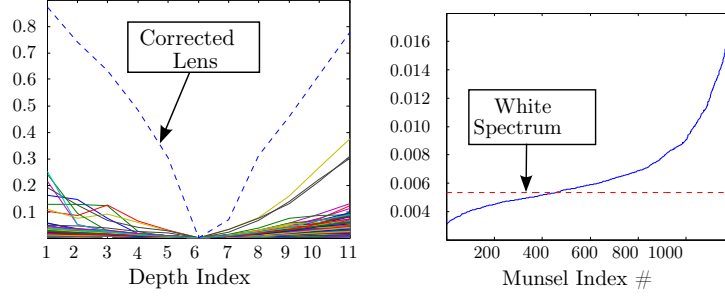 0.8
0.7
0.6
0.5
0.4
0.3
0.2
0.1
Corrected
Lens
1 2 3 4 5 6 7 8 9 10 11
Depth Index
0.016
0.014
0.012
0.010
0.008
0.006
0.004
White
Spectrum
200 400 600 800 1000
Munsel Index #